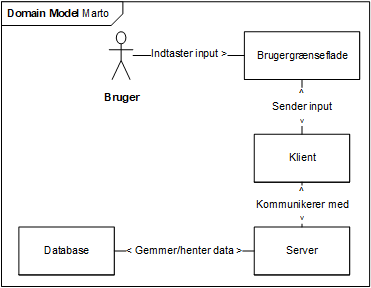 Domain Model Marto
Indtaster input >
Brugergrænseflade
Bruger
^
Sender input
v
Klient
^
Kommunikerer med
v
Database
< Gemmer/henter data >
Server